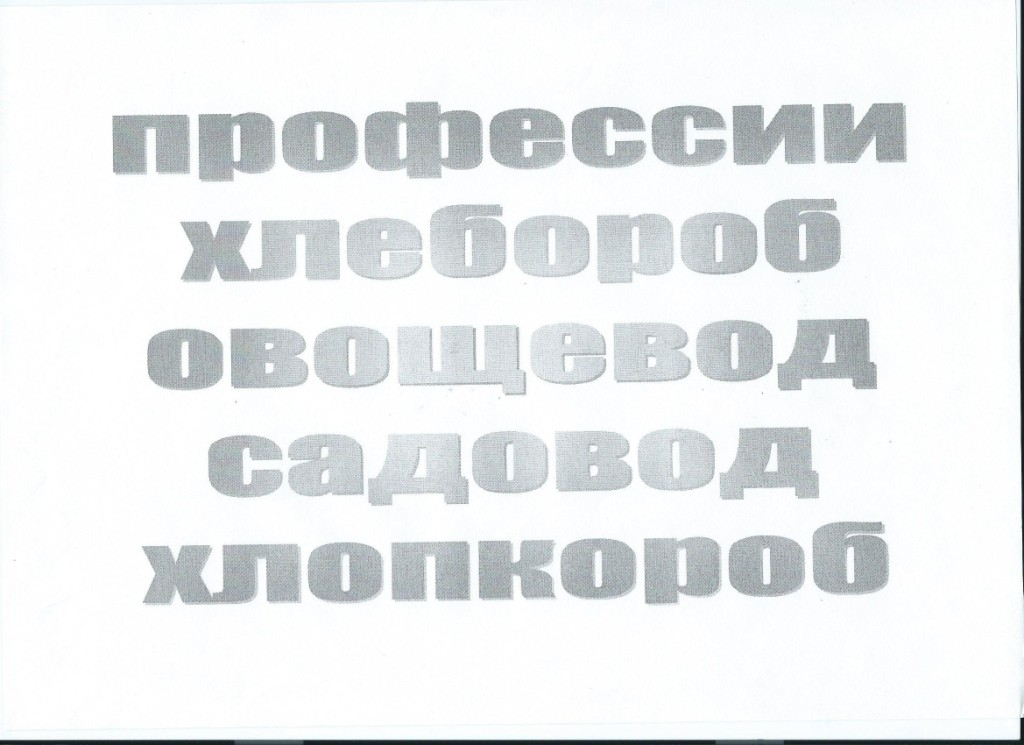 профессии
хлебороб
овощевод
садовод
хлопкороб